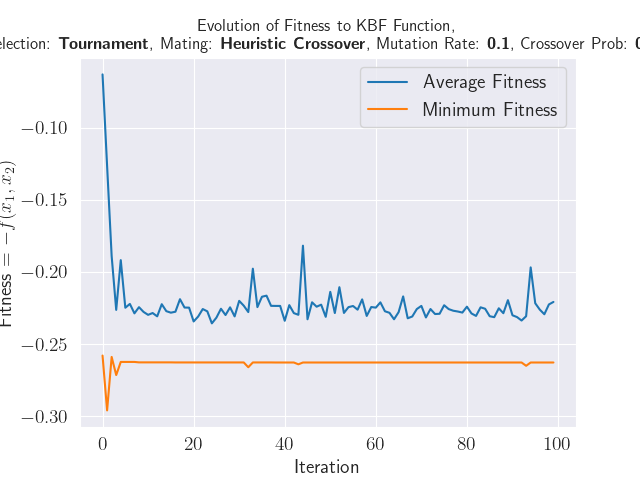 Evolution of Fitness to KBF Function,
election: Tournament, Mating: Heuristic Crossover, Mutation Rate: 0.1, Crossover Prob:
Average Fitness
Minimum Fitness
−0.10
−0.15
−0.20
−0.25
−0.30
Fitness = −f(x₁, x₂)
0
20
40
60
80
100
Iteration